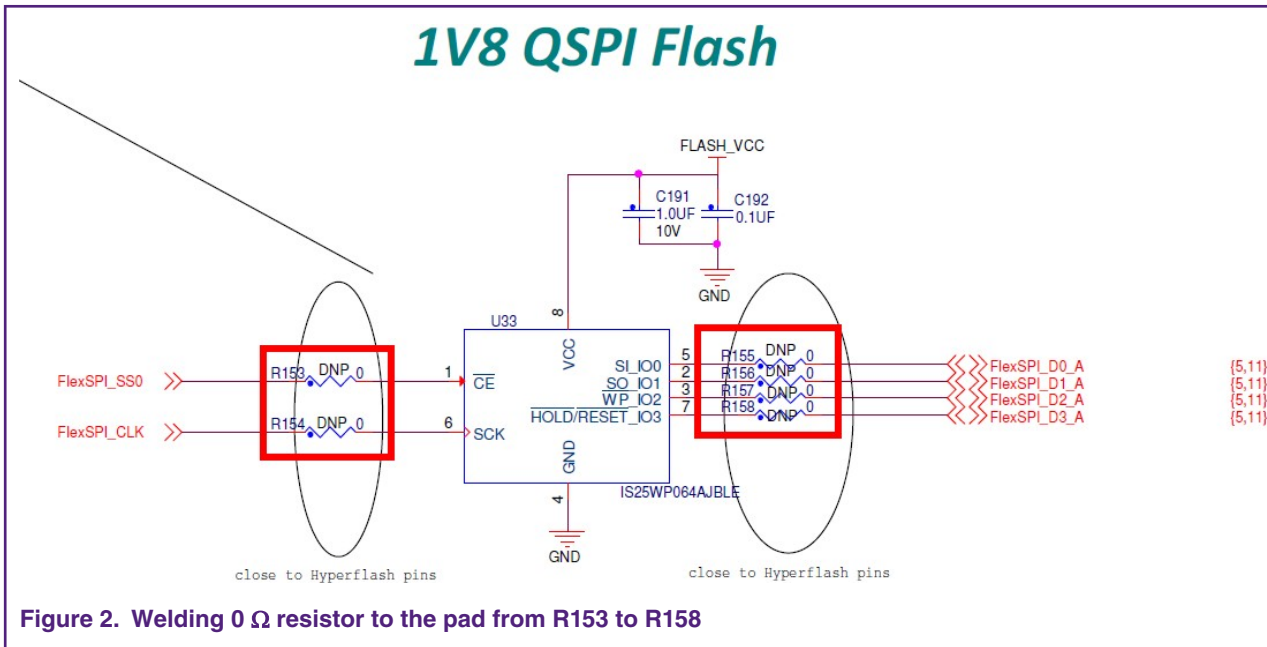 1V8 QSPI Flash
FLASH_VCC
C191
1.0UF
10V
C192
0.1UF
GND
U33
8
VCC
FlexSPI_SS0
R153
DNP
0
1
CE
FlexSPI_CLK
R154
DNP
0
6
SCK
SI_IO0
5
R155
DNP
0
FlexSPI_D0_A
{5,11}
SO_IO1
2
R156
DNP
0
FlexSPI_D1_A
{5,11}
WP_IO2
3
R157
DNP
0
FlexSPI_D2_A
{5,11}
HOLD/RESET_IO3
7
R158
DNP
0
FlexSPI_D3_A
{5,11}
GND
4
IS25WP064AJBLE
GND
close to Hyperflash pins
close to Hyperflash pins
Figure 2. Welding 0 Ω resistor to the pad from R153 to R158